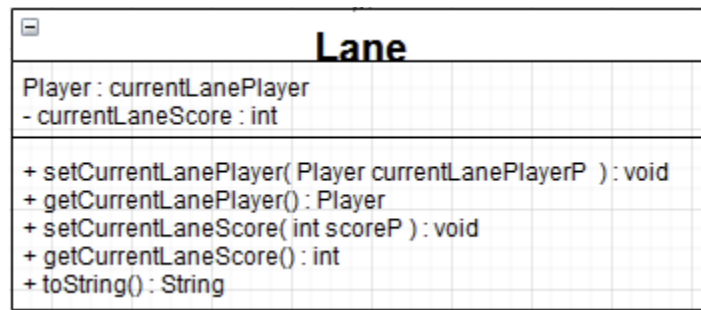 Lane
Player : currentLanePlayer
- currentLaneScore : int
+ setCurrentLanePlayer( Player currentLanePlayerP ) : void
+ getCurrentLanePlayer() : Player
+ setCurrentLaneScore( int scoreP ) : void
+ getCurrentLaneScore() : int
+ toString() : String